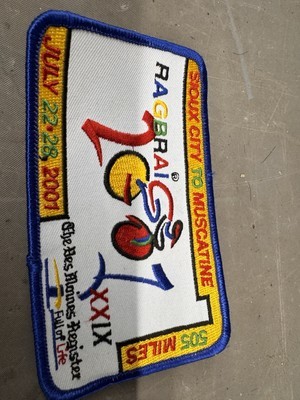 SIOUX CITY TO MUSCATINE
505 MILES
RAGBRAI®
2001
XXIX
JULY 22-28, 2001
The Des Moines Register
Full of Life